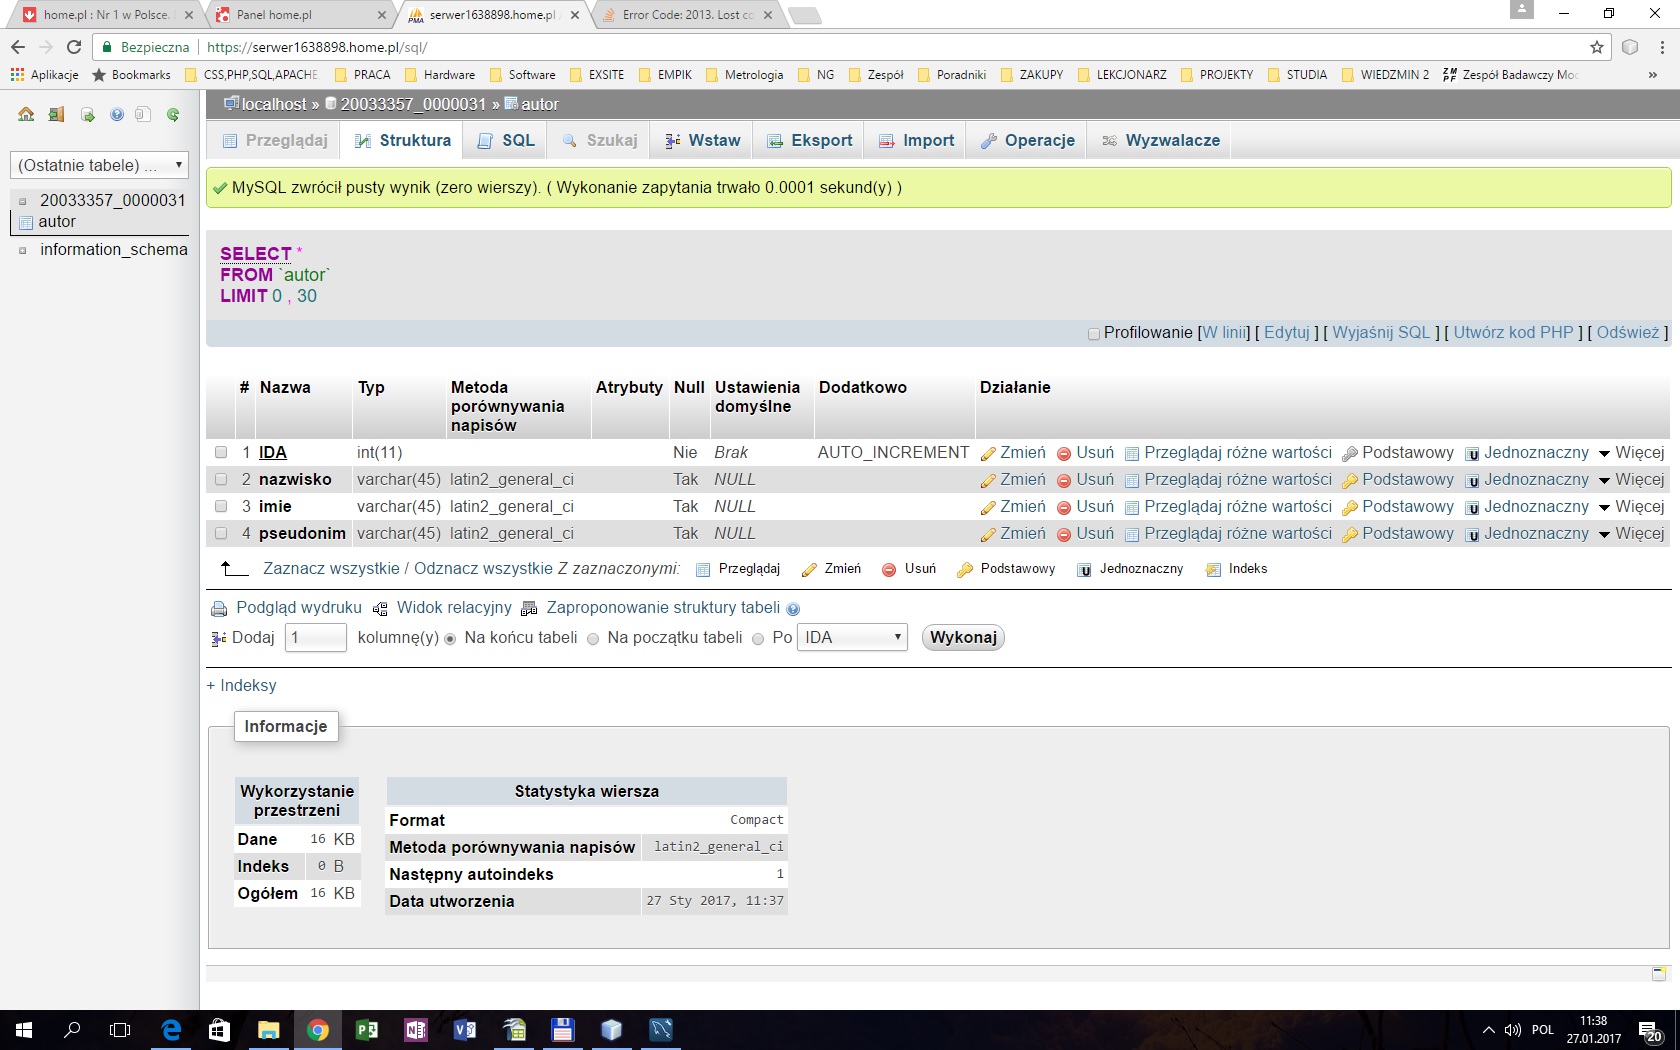 home.pl : Nr 1 w Polsce.
Panel home.pl
serwer1638898.home.pl
Error Code: 2013. Lost co
Bezpieczna
https://serwer1638898.home.pl/sql/
Aplikacje
Bookmarks
CSS,PHP,SQL,APACHE
PRACA
Hardware
Software
EXSITE
EMPIK
Metrologia
NG
Zespół
Poradniki
ZAKUPY
LEKCJONARZ
PROJEKTY
STUDIA
WIEDZMIN 2
Zespół Badawczy Moc
»
localhost » 20033357_0000031 » autor
Przeglądaj
Struktura
SQL
Szukaj
Wstaw
Eksport
Import
Operacje
Wyzwalacze
(Ostatnie tabele) ...
20033357_0000031
autor
information_schema
MySQL zwrócił pusty wynik (zero wierszy). ( Wykonanie zapytania trwało 0.0001 sekund(y) )
SELECT *
FROM `autor`
LIMIT 0 , 30
Profilowanie [W linii] [ Edytuj ] [ Wyjaśnij SQL ] [ Utwórz kod PHP ] [ Odśwież ]
# Nazwa Typ Metoda porównywania napisów Atrybuty Null Ustawienia domyślne Dodatkowo Działanie
1 IDA int(11) Nie Brak AUTO_INCREMENT Zmień Usuń Przeglądaj różne wartości Podstawowy Jednoznaczny Więcej
2 nazwisko varchar(45) latin2_general_ci Tak NULL Zmień Usuń Przeglądaj różne wartości Podstawowy Jednoznaczny Więcej
3 imie varchar(45) latin2_general_ci Tak NULL Zmień Usuń Przeglądaj różne wartości Podstawowy Jednoznaczny Więcej
4 pseudonim varchar(45) latin2_general_ci Tak NULL Zmień Usuń Przeglądaj różne wartości Podstawowy Jednoznaczny Więcej
Zaznacz wszystkie / Odznacz wszystkie Z zaznaczonymi: Przeglądaj Zmień Usuń Podstawowy Jednoznaczny Indeks
Podgląd wydruku Widok relacyjny Zaproponowanie struktury tabeli
Dodaj 1 kolumnę(y) Na końcu tabeli Na początku tabeli Po IDA Wykonaj
+ Indeksy
Informacje
Wykorzystanie przestrzeni
Dane 16 KB
Indeks 0 B
Ogółem 16 KB
Statystyka wiersza
Format Compact
Metoda porównywania napisów latin2_general_ci
Następny autoindeks 1
Data utworzenia 27 Sty 2017, 11:37
POL
11:38
27.01.2017
20